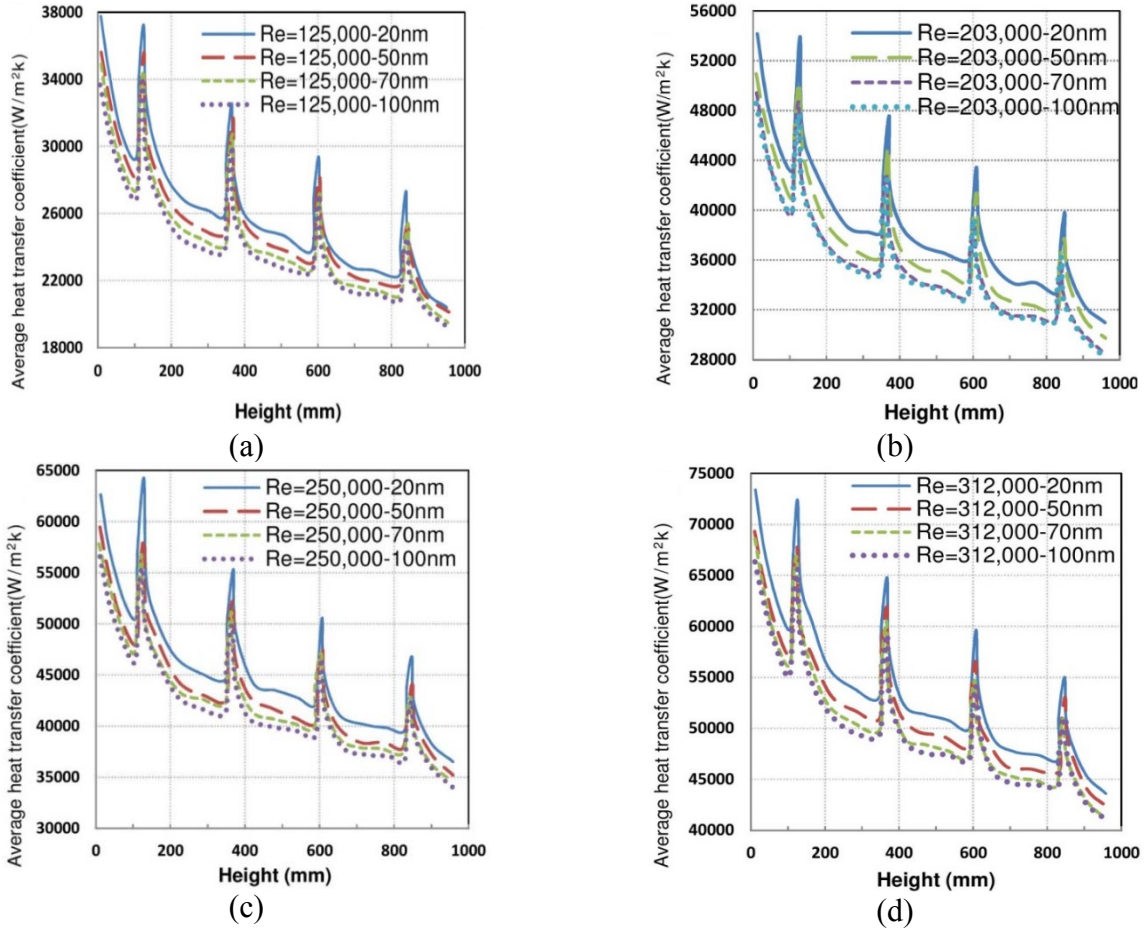 38000
34000
30000
26000
22000
18000
Average heat transfer coefficient(W/m²k)
Re=125,000-20nm
Re=125,000-50nm
Re=125,000-70nm
Re=125,000-100nm
0 200 400 600 800 1000
Height (mm)
(a)
56000
52000
48000
44000
40000
36000
32000
28000
Average heat transfer coefficient(W/m²k)
Re=203,000-20nm
Re=203,000-50nm
Re=203,000-70nm
Re=203,000-100nm
0 200 400 600 800 1000
Height (mm)
(b)
65000
60000
55000
50000
45000
40000
35000
30000
Average heat transfer coefficient(W/m²k)
Re=250,000-20nm
Re=250,000-50nm
Re=250,000-70nm
Re=250,000-100nm
0 200 400 600 800 1000
Height (mm)
(c)
75000
70000
65000
60000
55000
50000
45000
40000
Average heat transfer coefficient(W/m²k)
Re=312,000-20nm
Re=312,000-50nm
Re=312,000-70nm
Re=312,000-100nm
0 200 400 600 800 1000
Height (mm)
(d)